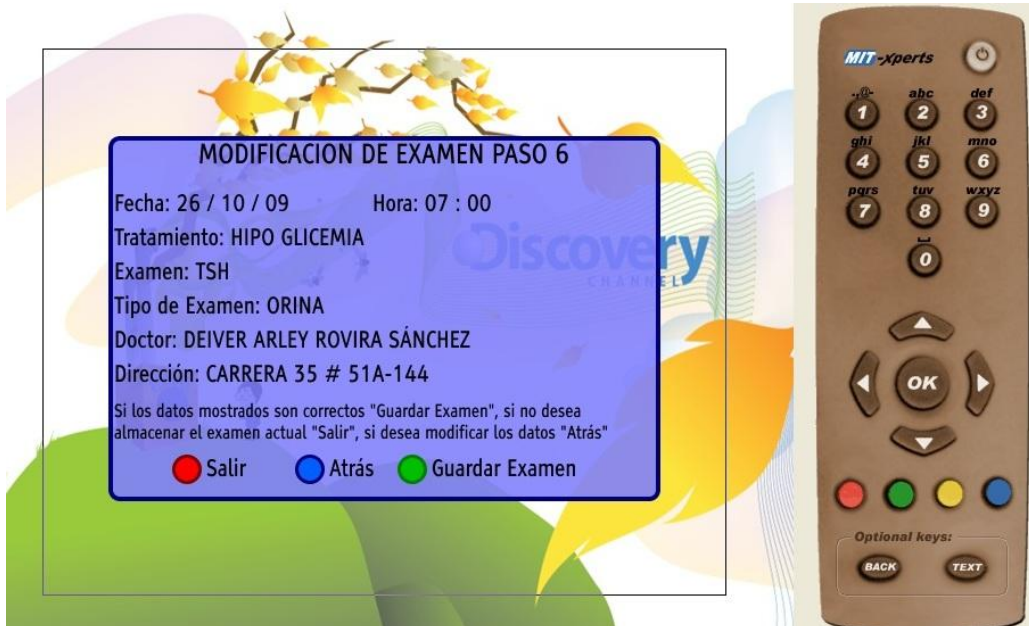 MODIFICACION DE EXAMEN PASO 6
Fecha: 26 / 10 / 09 Hora: 07 : 00
Tratamiento: HIPO GLICEMIA
Examen: TSH
Tipo de Examen: ORINA
Doctor: DEIVER ARLEY ROVIRA SÁNCHEZ
Dirección: CARRERA 35 # 51A-144
Si los datos mostrados son correctos "Guardar Examen", si no desea
almacenar el examen actual "Salir", si desea modificar los datos "Atrás"
Salir Atrás Guardar Examen
Discovery
CHANNEL
MIT-xperts
.,@- abc def
1 2 3
ghi jkl mno
4 5 6
pqrs tuv wxyz
7 8 9
0
OK
Optional keys:
BACK TEXT